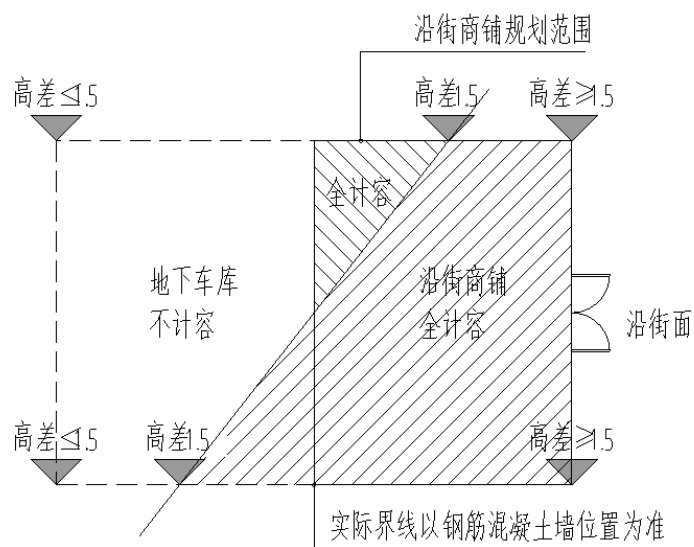 沿街商铺规划范围
高差≤1.5
高差1.5
高差≥1.5
全计容
地下车库
不计容
沿街商铺
全计容
沿街面
高差≤1.5
高差1.5
高差≥1.5
实际界线以钢筋混凝土墙位置为准